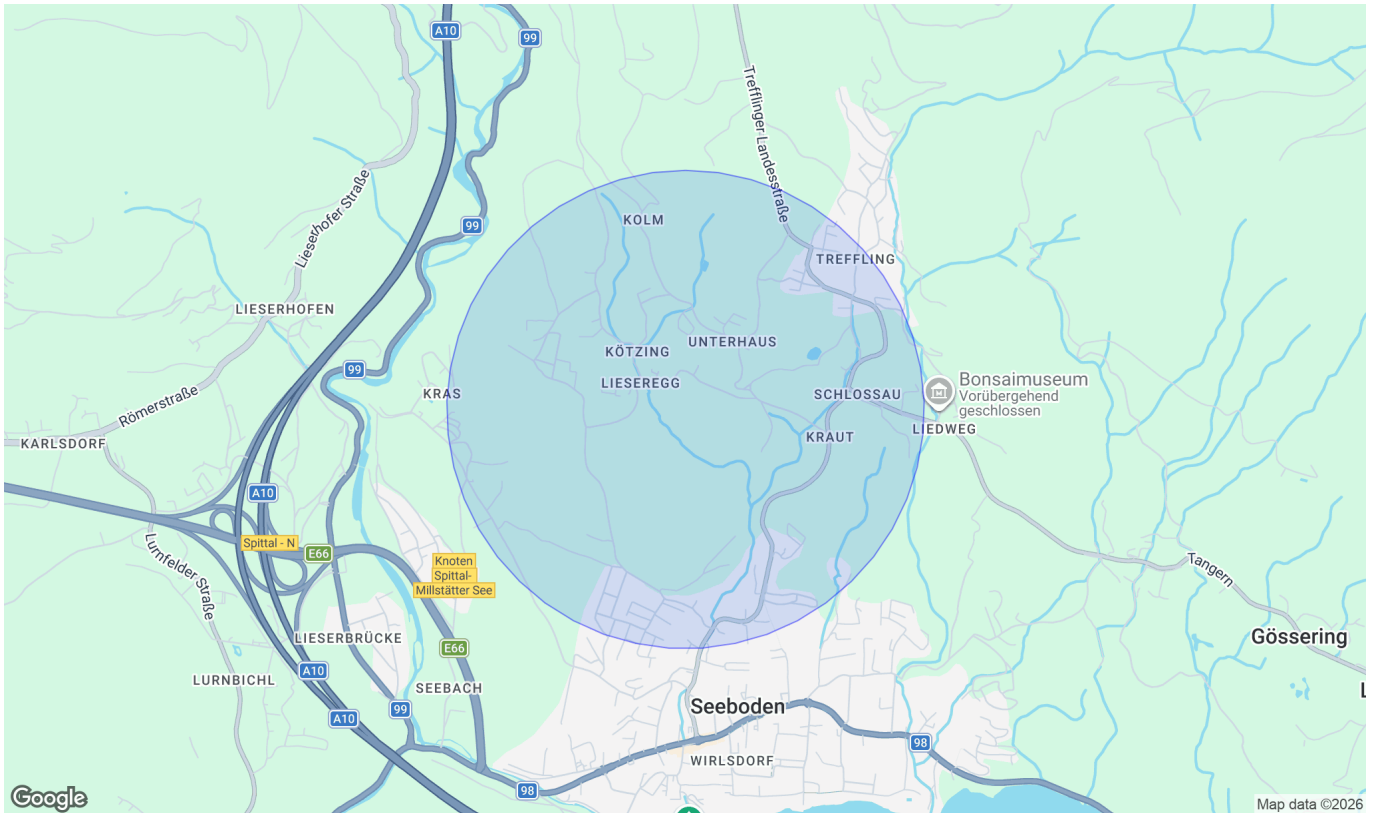 A10
99
Trefflinger Landesstraße
Lieserhofer Straße
KOLM
99
TREFFLING
LIESERHOFEN
UNTERHAUS
KÖTZING
99
LIESEREGG
Bonsaimuseum
Vorübergehend
geschlossen
KRAS
SCHLOSSAU
Römerstraße
LIEDWEG
KRAUT
KARLSDORF
A10
Spittal - N
E66
Knoten
Spittal-
Millstätter See
Lurnfelder Straße
Tangern
LIESERBRÜCKE
Gössering
E66
A10
LURNBICHL
SEEBACH
L
99
Seeboden
A10
98
WIRLSDORF
98
Google
Map data ©2026